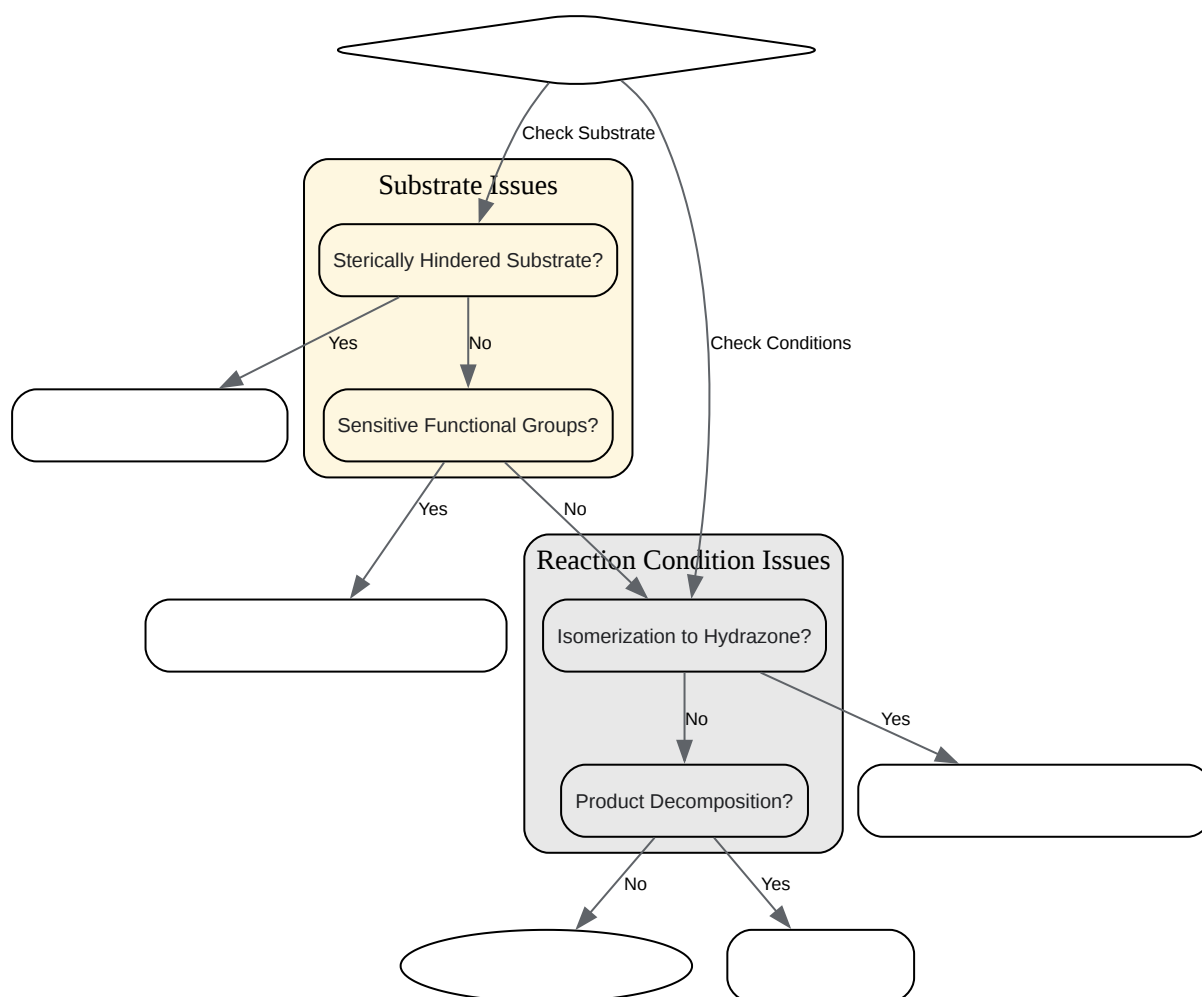 Check Substrate
Substrate Issues
Sterically Hindered Substrate?
Yes
No
Check Conditions
Sensitive Functional Groups?
Yes
No
Reaction Condition Issues
Isomerization to Hydrazone?
No
Yes
Product Decomposition?
No
Yes